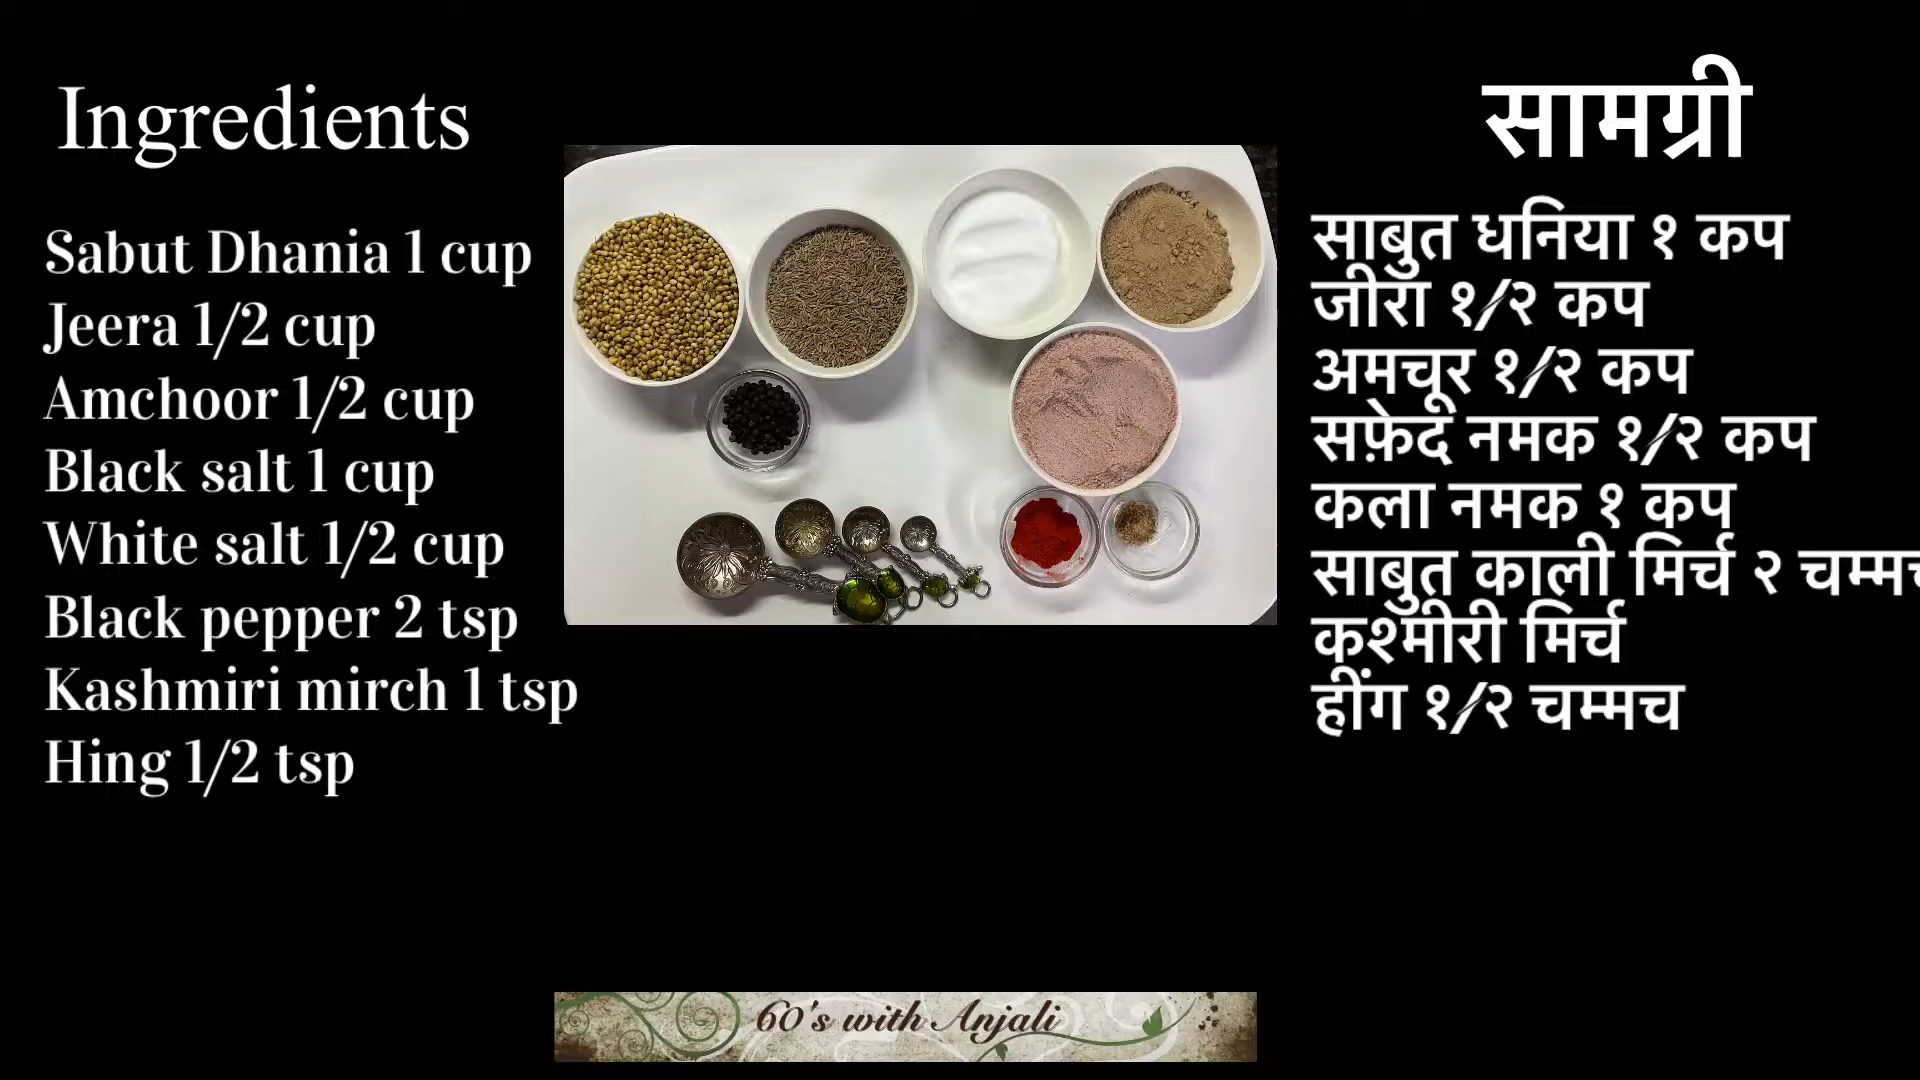 Ingredients
Sabut Dhania 1 cup
Jeera 1/2 cup
Amchoor 1/2 cup
Black salt 1 cup
White salt 1/2 cup
Black pepper 2 tsp
Kashmiri mirch 1 tsp
Hing 1/2 tsp
सामग्री
साबुत धनिया १ कप
जीरा १/२ कप
अमचूर १/२ कप
सफ़ेद नमक १/२ कप
कला नमक १ कप
साबुत काली मिर्च २
कश्मीरी मिर्च
हींग १/२ चम्मच
60's with Anjali